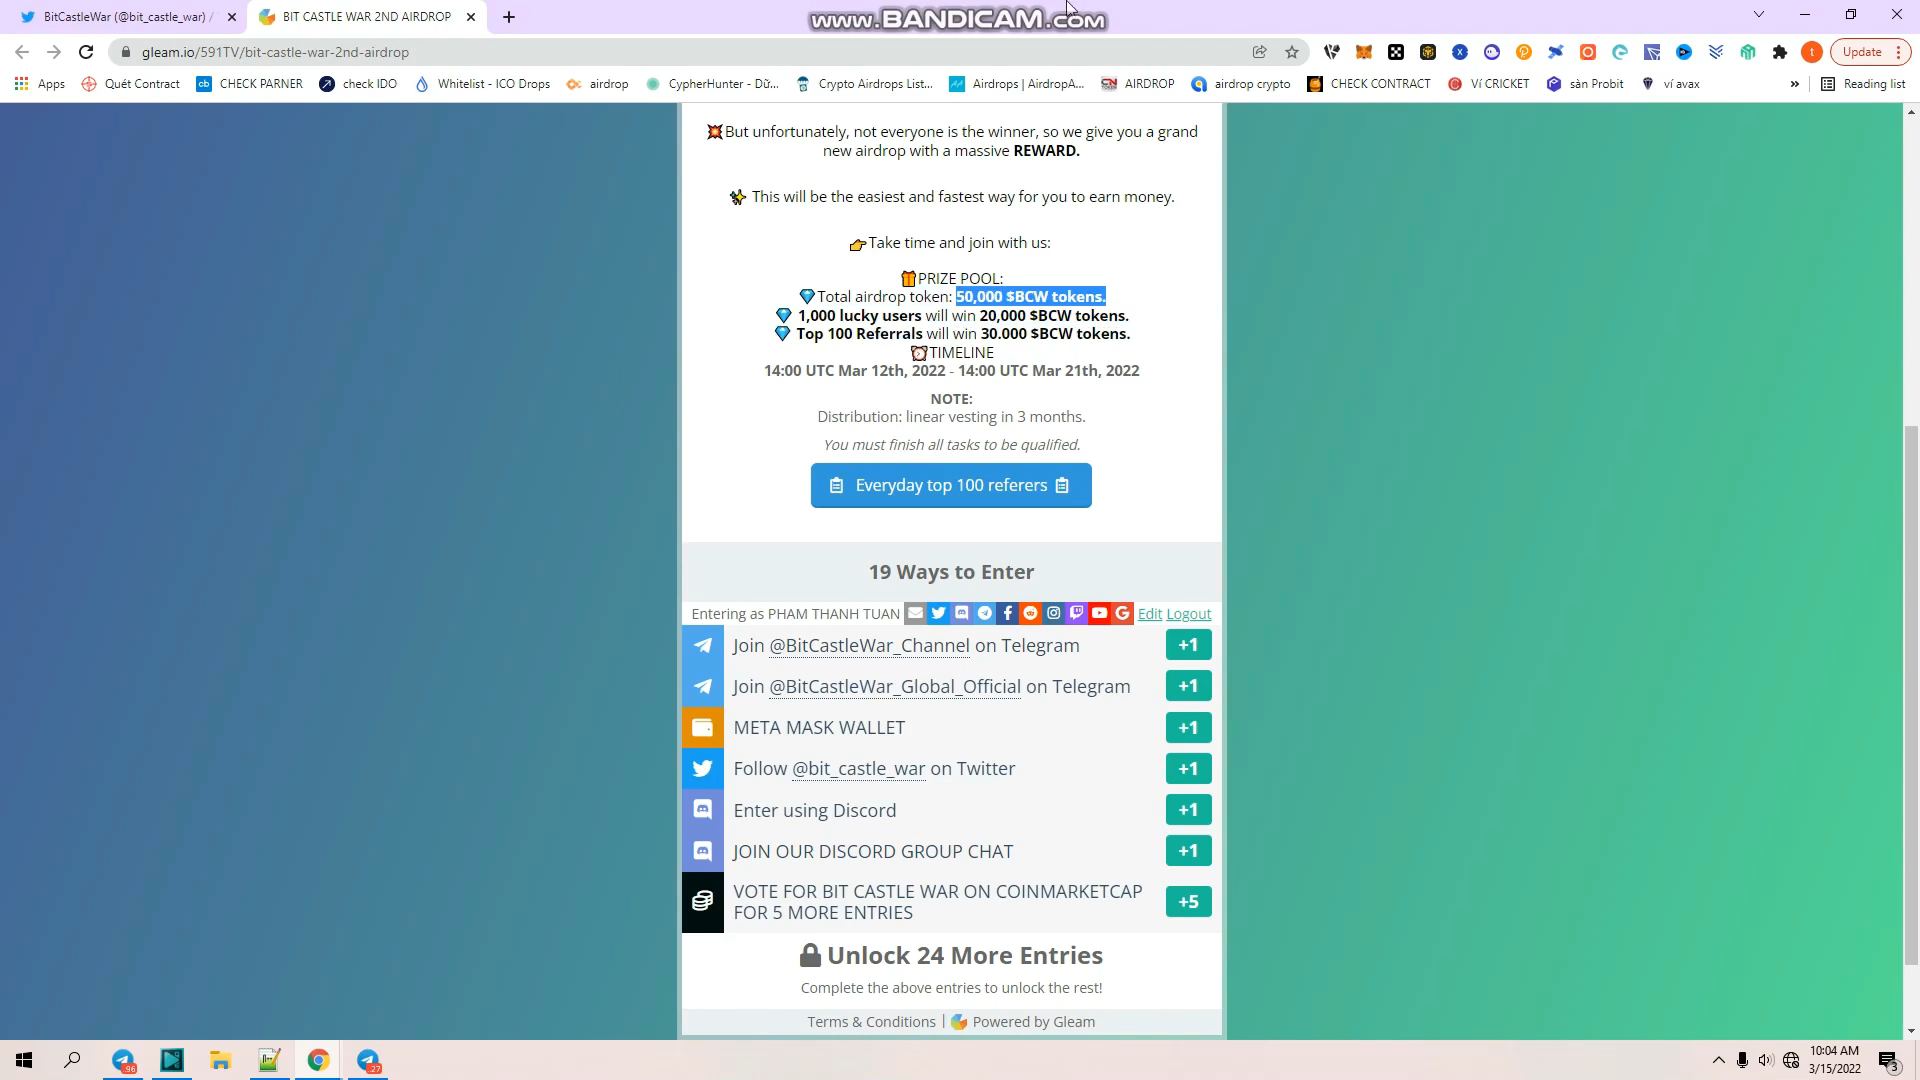 BitCastleWar (@bit_castle_war) /
BIT CASTLE WAR 2ND AIRDROP
www.BANDICAM.com
gleam.io/591TV/bit-castle-war-2nd-airdrop
Update
Apps
Quét Contract
CHECK PARNER
check IDO
Whitelist - ICO Drops
airdrop
CypherHunter - Dữ...
Crypto Airdrops List...
Airdrops | AirdropA...
AIRDROP
airdrop crypto
CHECK CONTRACT
Ví CRICKET
sàn Probit
ví avax
»
Reading list
But unfortunately, not everyone is the winner, so we give you a grand
new airdrop with a massive REWARD.
This will be the easiest and fastest way for you to earn money.
Take time and join with us:
PRIZE POOL:
Total airdrop token: 50,000 $BCW tokens.
1,000 lucky users will win 20,000 $BCW tokens.
Top 100 Referrals will win 30.000 $BCW tokens.
TIMELINE
14:00 UTC Mar 12th, 2022 - 14:00 UTC Mar 21th, 2022
NOTE:
Distribution: linear vesting in 3 months.
You must finish all tasks to be qualified.
Everyday top 100 referers
19 Ways to Enter
Entering as PHAM THANH TUAN
Edit Logout
Join @BitCastleWar_Channel on Telegram
+1
Join @BitCastleWar_Global_Official on Telegram
+1
META MASK WALLET
+1
Follow @bit_castle_war on Twitter
+1
Enter using Discord
+1
JOIN OUR DISCORD GROUP CHAT
+1
VOTE FOR BIT CASTLE WAR ON COINMARKETCAP
FOR 5 MORE ENTRIES
+5
Unlock 24 More Entries
Complete the above entries to unlock the rest!
Terms & Conditions | Powered by Gleam
96
27
10:04 AM
3/15/2022
3